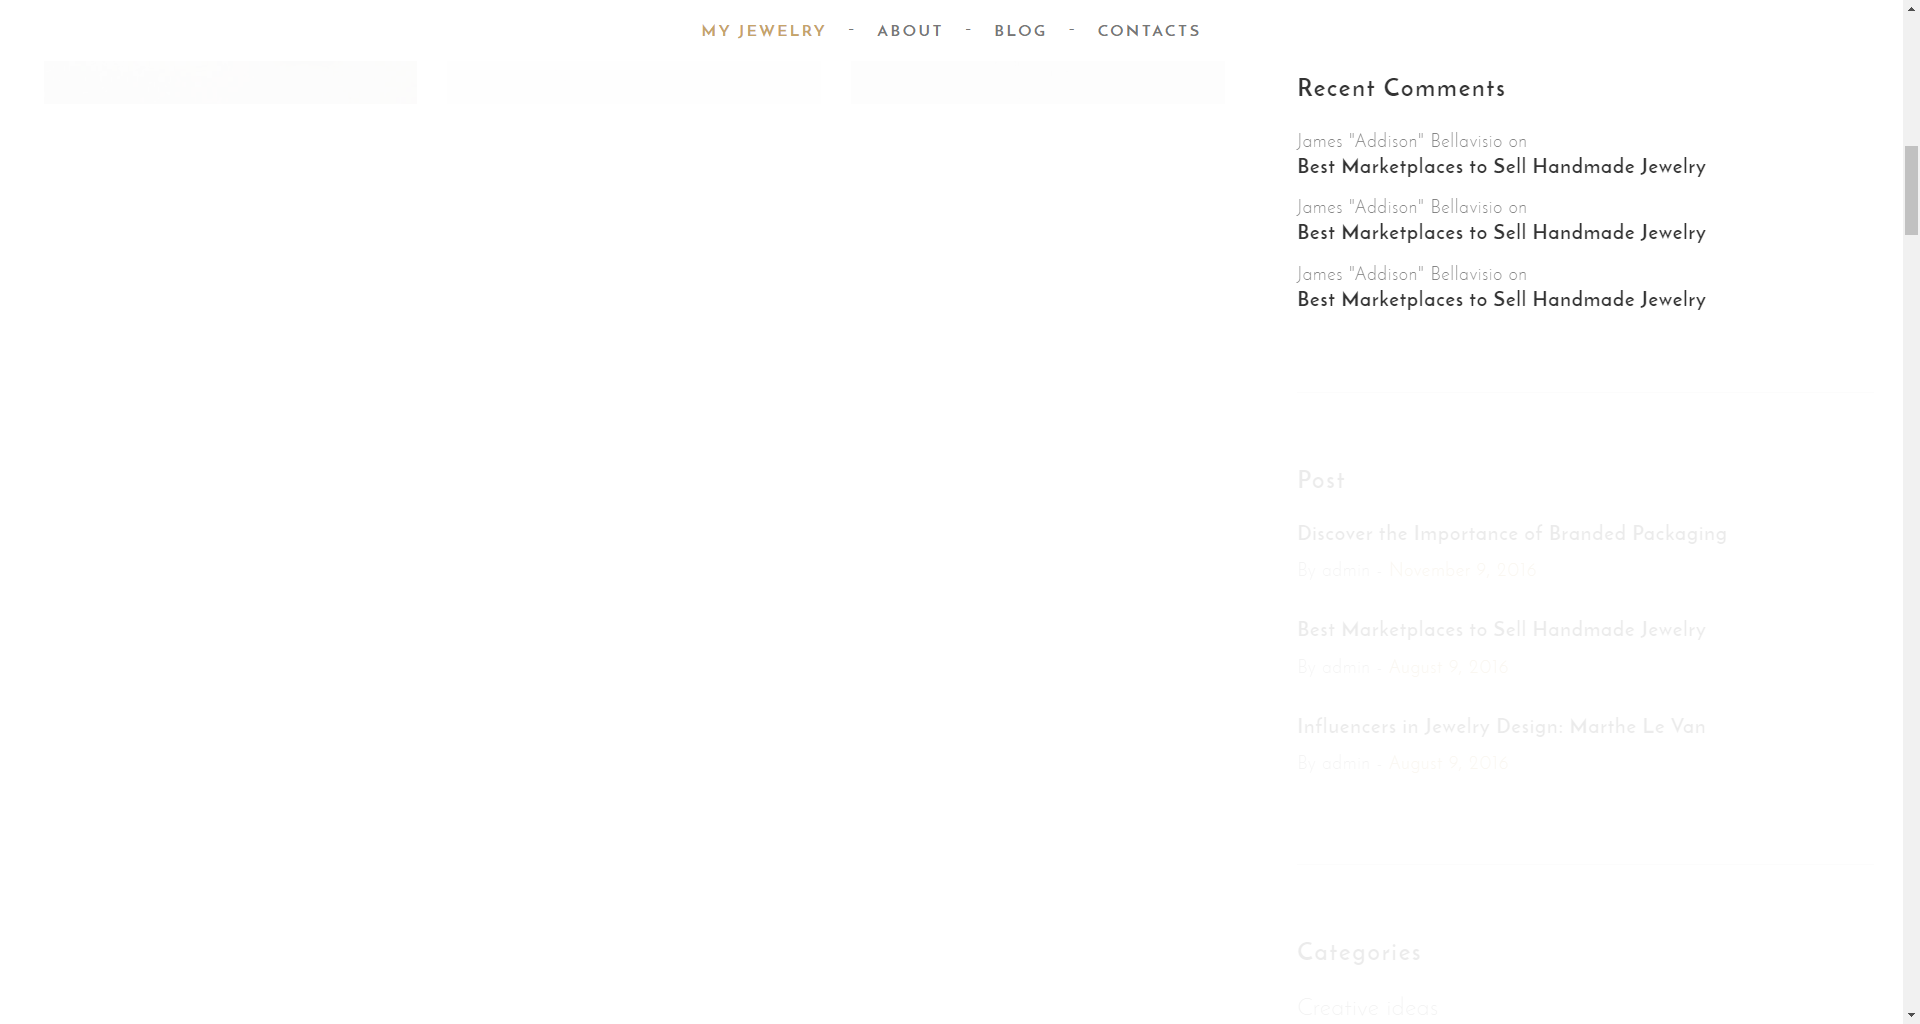 MY JEWELRY - ABOUT - BLOG - CONTACTS
Recent Comments
James "Addison" Bellavisio on
Best Marketplaces to Sell Handmade Jewelry
James "Addison" Bellavisio on
Best Marketplaces to Sell Handmade Jewelry
James "Addison" Bellavisio on
Best Marketplaces to Sell Handmade Jewelry
Post
Discover the Importance of Branded Packaging
By admin - November 9, 2016
Best Marketplaces to Sell Handmade Jewelry
By admin - August 9, 2016
Influencers in Jewelry Design: Marthe Le Van
By admin - August 9, 2016
Categories
Creative ideas